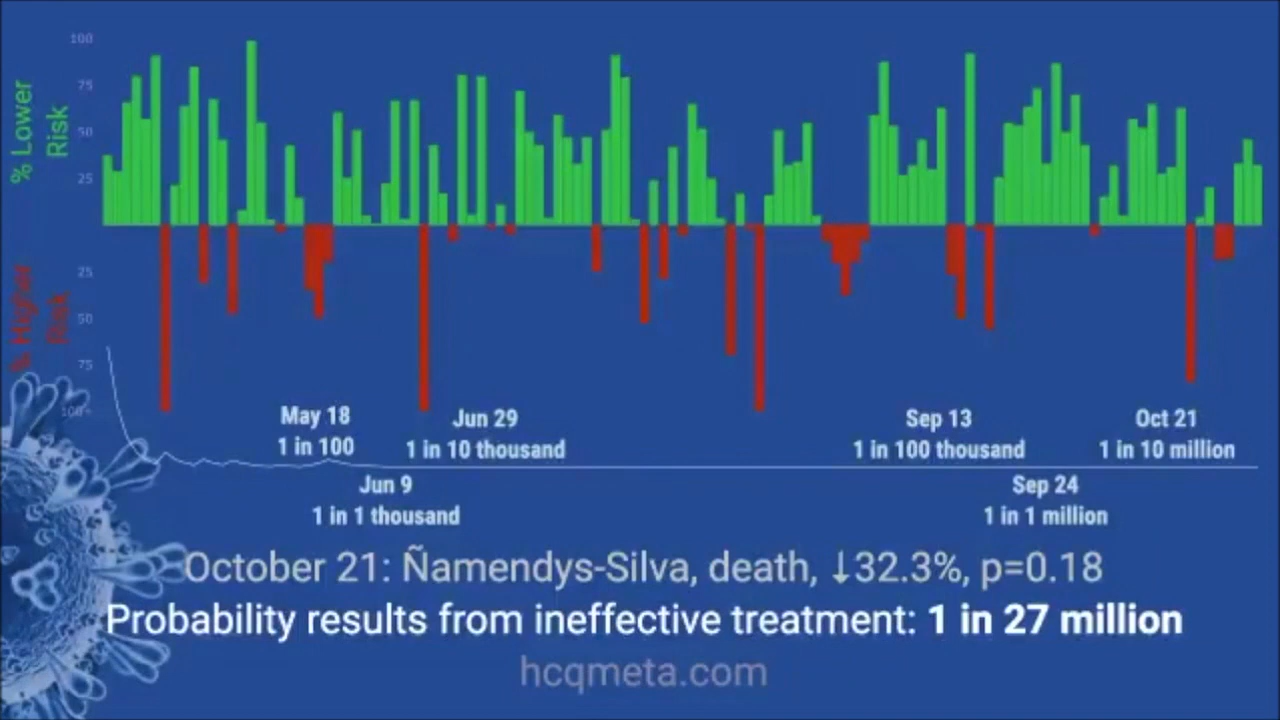 % Lower
Risk
100
75
50
25
25
50
75
100+
% Higher
Risk
May 18
1 in 100
Jun 29
1 in 10 thousand
Sep 13
1 in 100 thousand
Oct 21
1 in 10 million
Jun 9
1 in 1 thousand
Sep 24
1 in 1 million
October 21: Ñamendys-Silva, death, ↓32.3%, p=0.18
Probability results from ineffective treatment: 1 in 27 million
hcqmeta.com